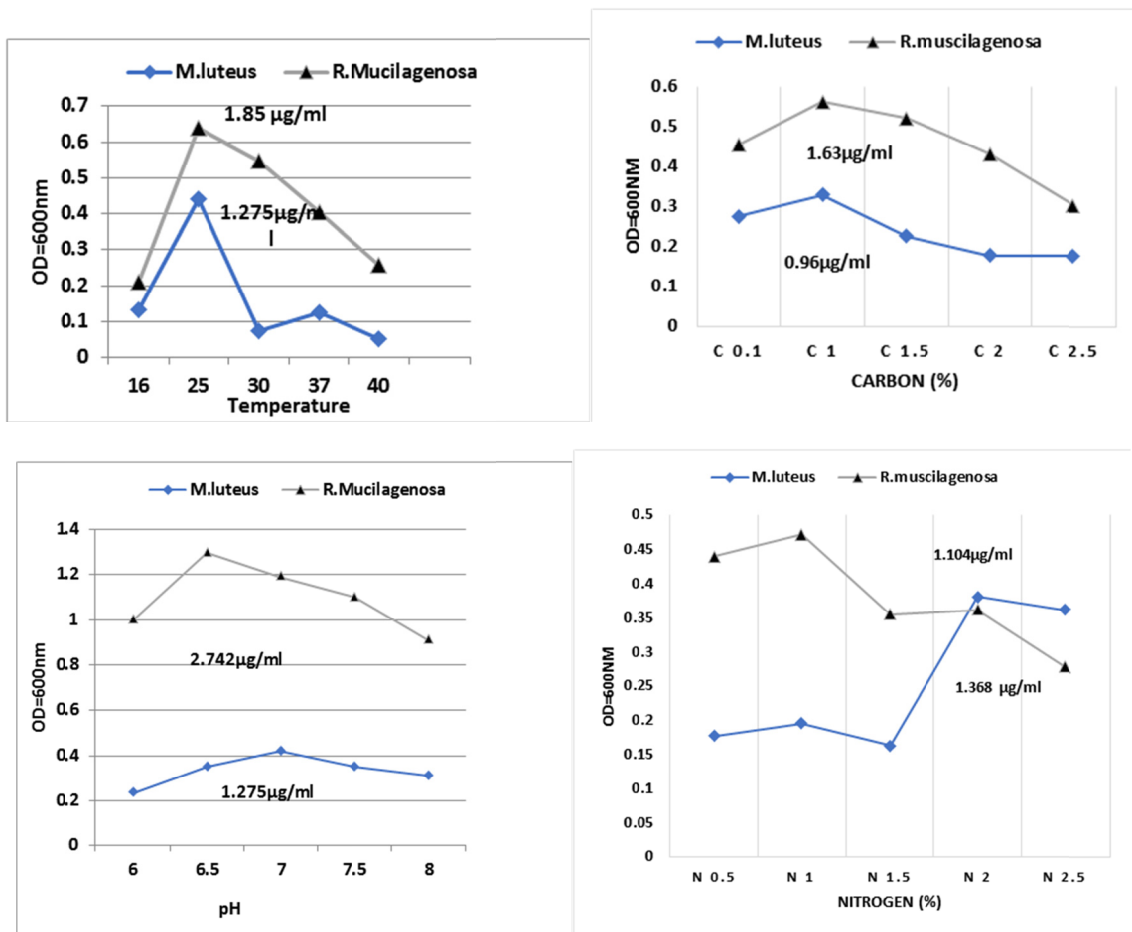 M.luteus R.Mucilagenosa
0.7
0.6
0.5
0.4
0.3
0.2
0.1
0
OD=600nm
1.85 µg/ml
1.275µg/m
l
16 25 30 37 40
Temperature
M.luteus R.muscilagenosa
0.6
0.5
0.4
0.3
0.2
0.1
0
OD=600NM
1.63µg/ml
0.96µg/ml
C 0.1 C 1 C 1.5 C 2 C 2.5
CARBON (%)
M.luteus R.Mucilagenosa
1.4
1.2
1
0.8
0.6
0.4
0.2
0
OD=600nm
2.742µg/ml
1.275µg/ml
6 6.5 7 7.5 8
pH
M.luteus R.muscilagenosa
0.5
0.45
0.4
0.35
0.3
0.25
0.2
0.15
0.1
0.05
0
OD=600NM
1.104µg/ml
1.368 µg/ml
N 0.5 N 1 N 1.5 N 2 N 2.5
NITROGEN (%)